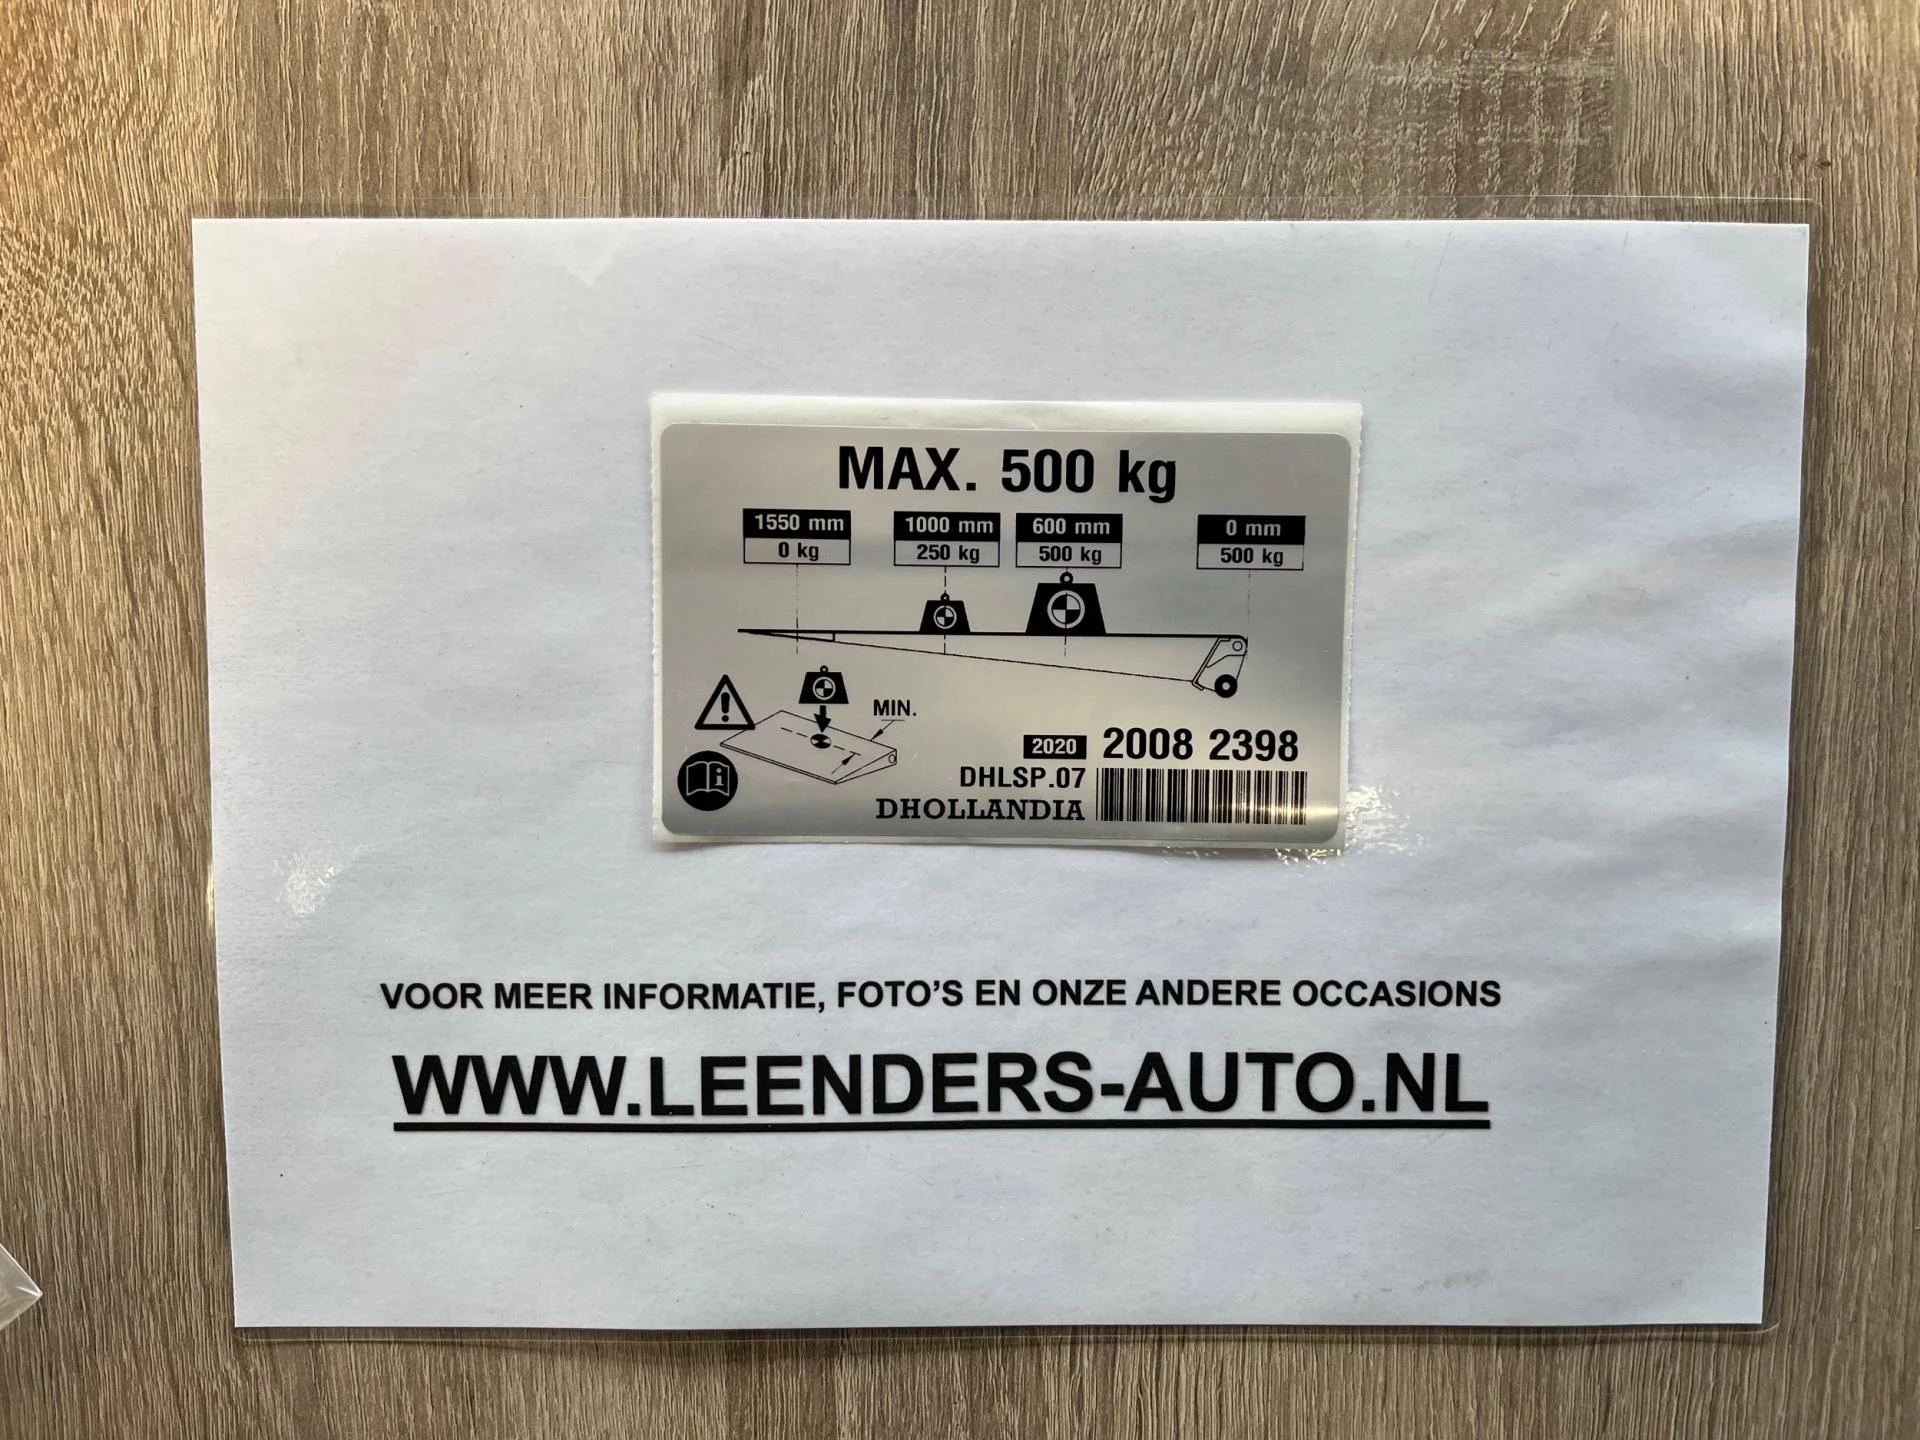 MAX. 500 kg
1550 mm 1000 mm 600 mm 0 mm
0 kg 250 kg 500 kg 500 kg
MIN.
2020 2008 2398
DHLSP.07
DHOLLANDIA
VOOR MEER INFORMATIE, FOTO'S EN ONZE ANDERE OCCASIONS
WWW.LEENDERS-AUTO.NL